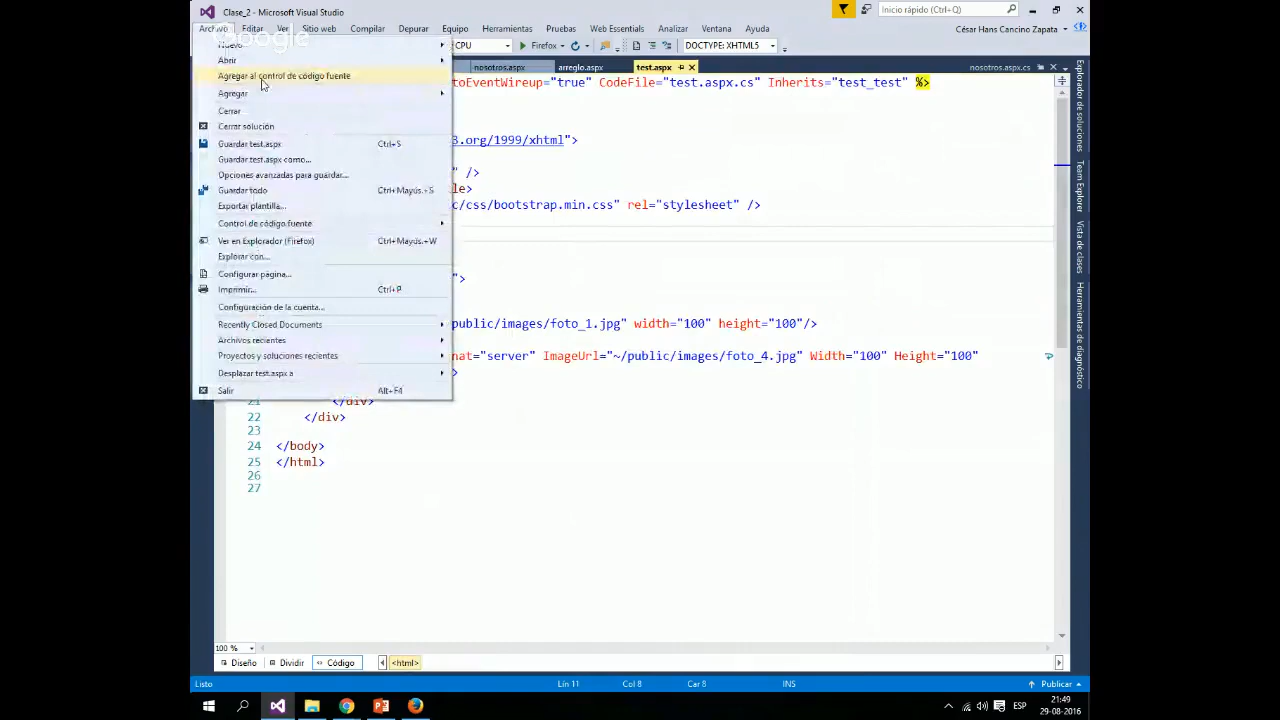 Clase_2 - Microsoft Visual Studio
Inicio rápido (Ctrl+Q)
Archivo Editar Ver Sitio web Compilar Depurar Equipo Herramientas Pruebas Web Essentials Analizar Ventana Ayuda
César Hans Cancino Zapata
Google
CPU Firefox DOCTYPE: XHTML5
nosotros.aspx arreglo.aspx test.aspx nosotros.aspx.cs
Nuevo
Abrir
Agregar al control de código fuente
Agregar
Cerrar
Cerrar solución
Guardar test.aspx Ctrl+S
Guardar test.aspx como...
Opciones avanzadas para guardar...
Guardar todo Ctrl+Mayús.+S
Exportar plantilla...
Control de código fuente
Ver en Explorador (Firefox) Ctrl+Mayús.+W
Explorar con...
Configurar página...
Imprimir... Ctrl+P
Configuración de la cuenta...
Recently Closed Documents
Archivos recientes
Proyectos y soluciones recientes
Desplazar test.aspx a
Salir Alt+F4
toEventWireup="true" CodeFile="test.aspx.cs" Inherits="test_test" %>
3.org/1999/xhtml">
" />
le>
c/css/bootstrap.min.css" rel="stylesheet" />
">
public/images/foto_1.jpg" width="100" height="100"/>
nat="server" ImageUrl="~/public/images/foto_4.jpg" Width="100" Height="100"
>
21 </div>
22 </div>
23
24 </body>
25 </html>
26
27
Explorador de soluciones
Team Explorer
Vista de clases
Herramientas de diagnóstico
100 %
Diseño Dividir Código <html>
Listo Lín 11 Col 8 Car 8 INS Publicar
ESP 21:49
29-08-2016